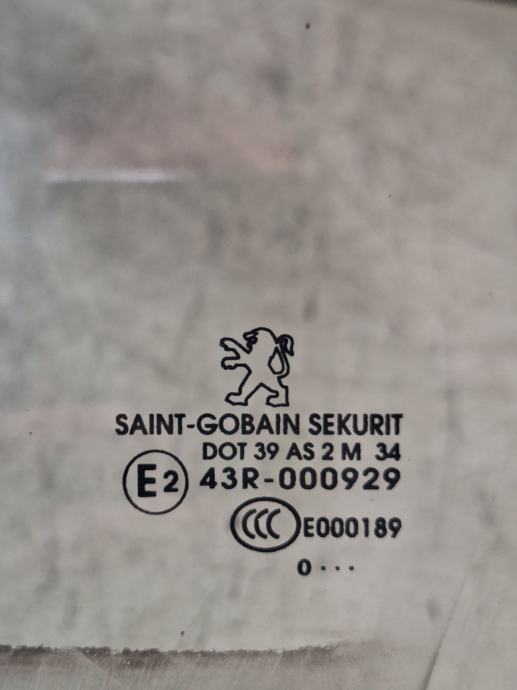 SAINT-GOBAIN SEKURIT
DOT 39 AS 2 M 34
E2 43R-000929
CCC E000189
0 ...